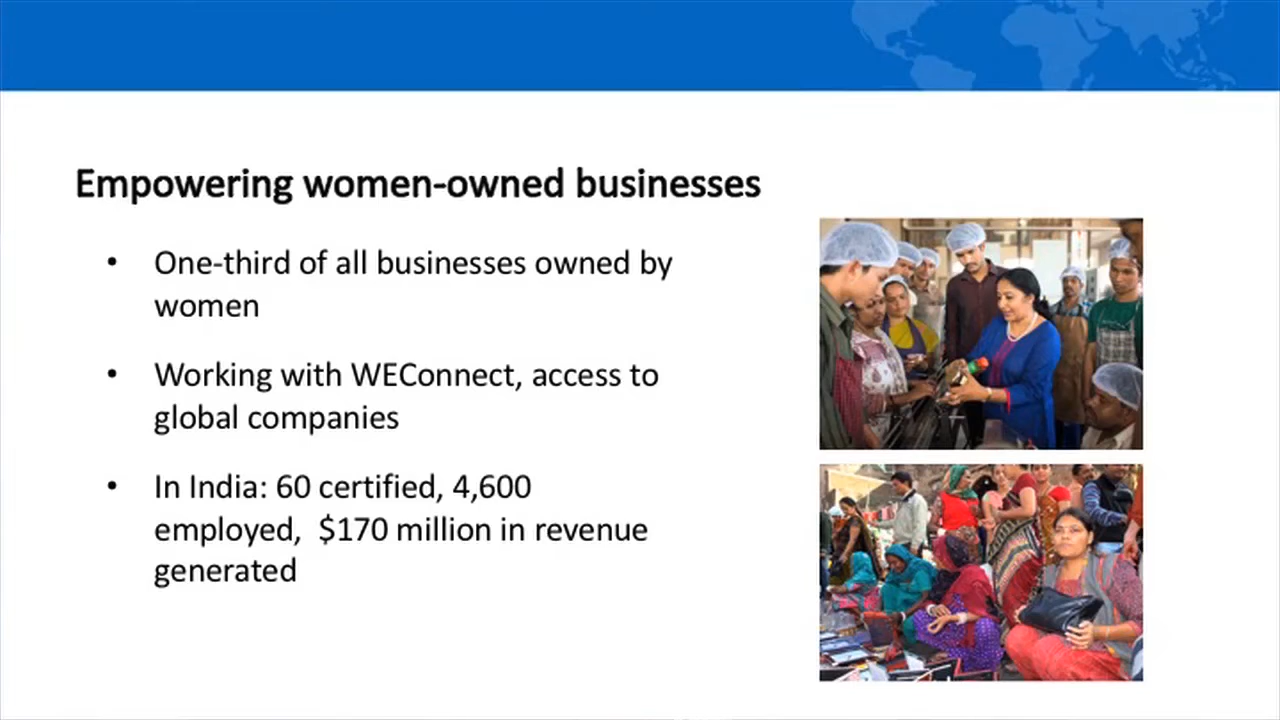 Empowering women-owned businesses
• One-third of all businesses owned by
women
• Working with WEConnect, access to
global companies
• In India: 60 certified, 4,600
employed,  $170 million in revenue
generated